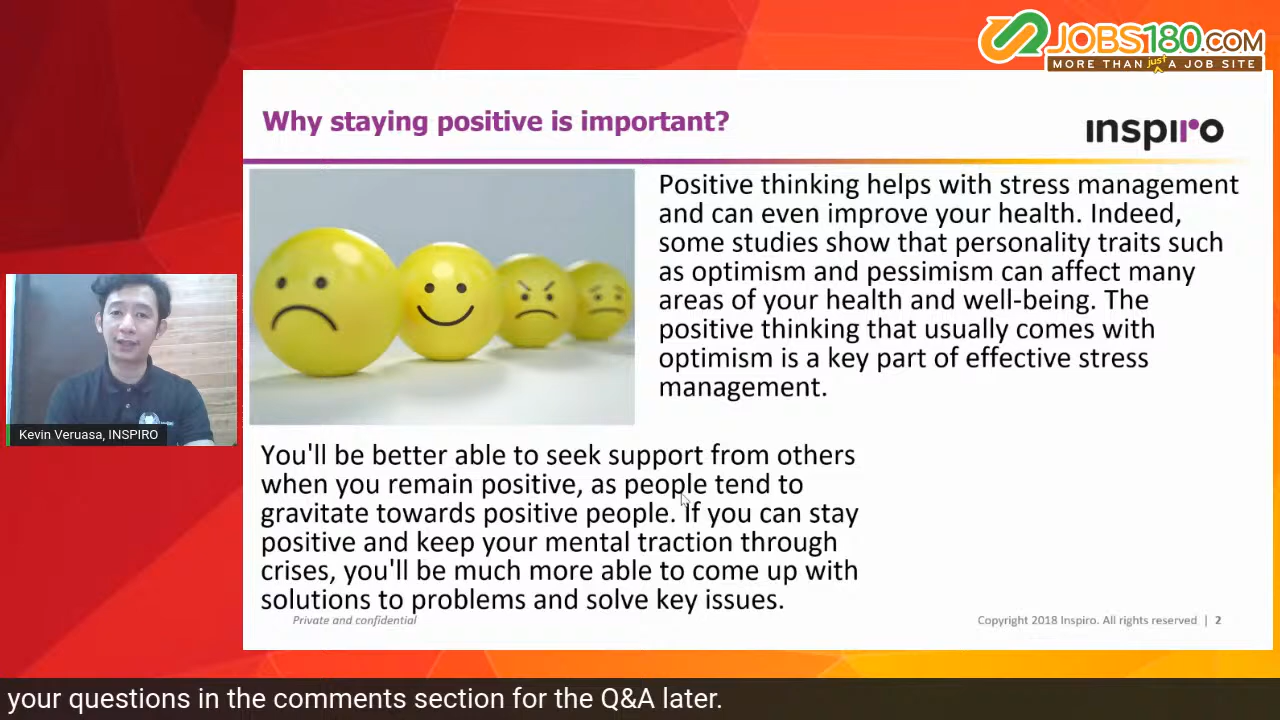 JOBS180.COM
MORE THAN just A JOB SITE
Why staying positive is important?
inspiro
Positive thinking helps with stress management
and can even improve your health. Indeed,
some studies show that personality traits such
as optimism and pessimism can affect many
areas of your health and well-being. The
positive thinking that usually comes with
optimism is a key part of effective stress
management.
Kevin Veruasa, INSPIRO
You'll be better able to seek support from others
when you remain positive, as people tend to
gravitate towards positive people. If you can stay
positive and keep your mental traction through
crises, you'll be much more able to come up with
solutions to problems and solve key issues.
Private and confidential
Copyright 2018 Inspiro. All rights reserved | 2
your questions in the comments section for the Q&A later.